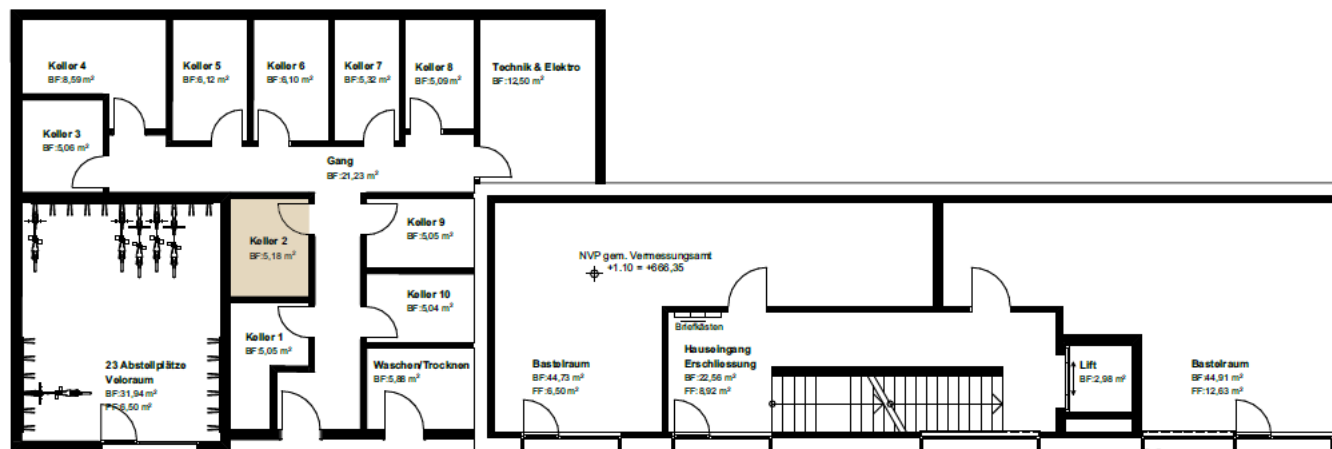 Keller 4
BF:8,59 m²
Keller 5
BF:6,12 m²
Keller 6
BF:6,10 m²
Keller 7
BF:5,32 m²
Keller 8
BF:5,09 m²
Technik & Elektro
BF:12,50 m²
Keller 3
BF:5,06 m²
Gang
BF:21,23 m²
Keller 2
BF:5,18 m²
Keller 9
BF:5,05 m²
NVP gem. Vermessungsamt
+1.10 = +666,35
Keller 10
BF:5,04 m²
Keller 1
BF:5,05 m²
Briefkästen
23 Abstellplätze
Veloraum
BF:31,94 m²
FF:6,50 m²
Waschen/Trocknen
BF:5,88 m²
Bastelraum
BF:44,73 m²
FF:6,50 m²
Hauseingang
Erschliessung
BF:22,56 m²
FF:8,92 m²
Lift
BF:2,98 m²
Bastelraum
BF:44,91 m²
FF:12,63 m²